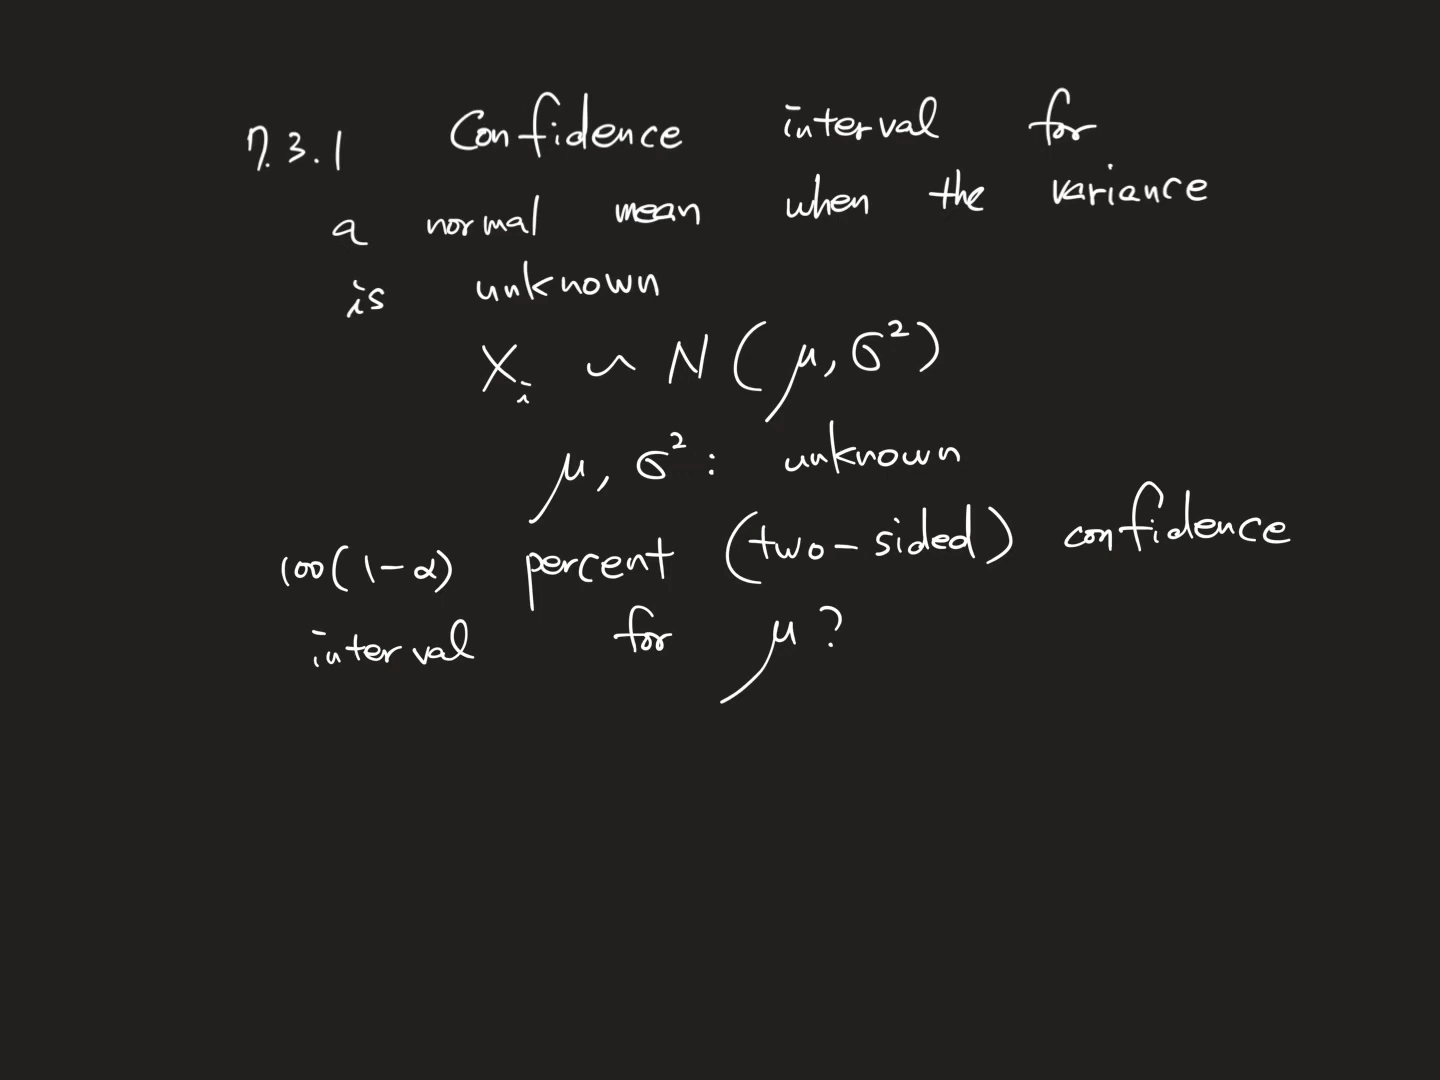 7.3.1 Confidence interval for
a normal mean when the variance
is unknown
X_i ~ N(μ, σ²)
μ, σ²: unknown
100(1-α) percent (two-sided) confidence
interval for μ?